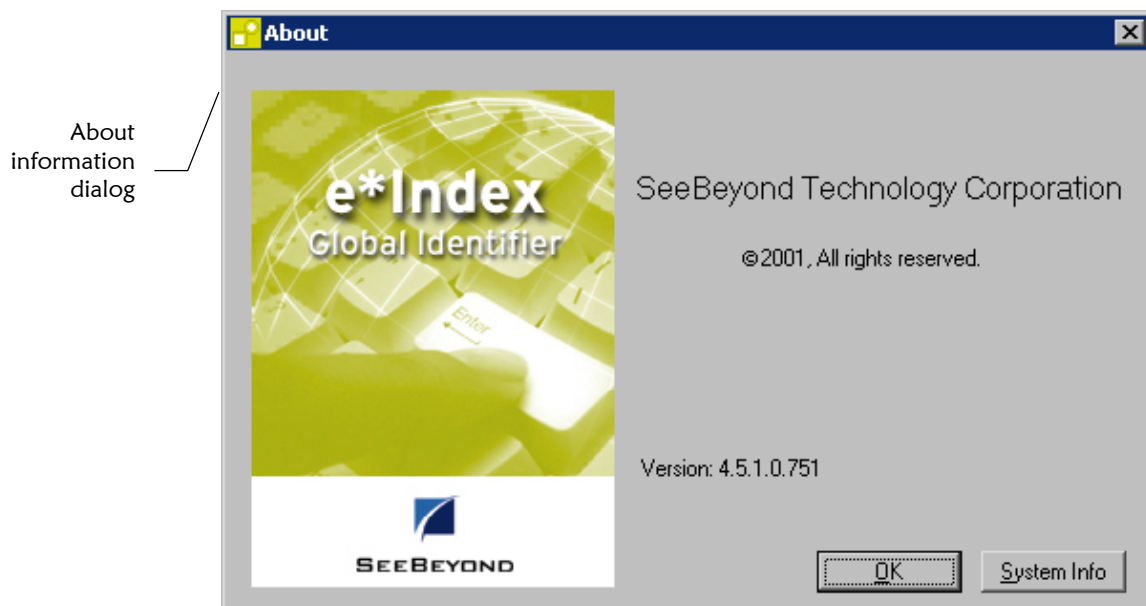 About
About
information
dialog
e*Index
Global Identifier
Enter
SEEBEYOND
SeeBeyond Technology Corporation
©2001, All rights reserved.
Version: 4.5.1.0.751
OK
System Info